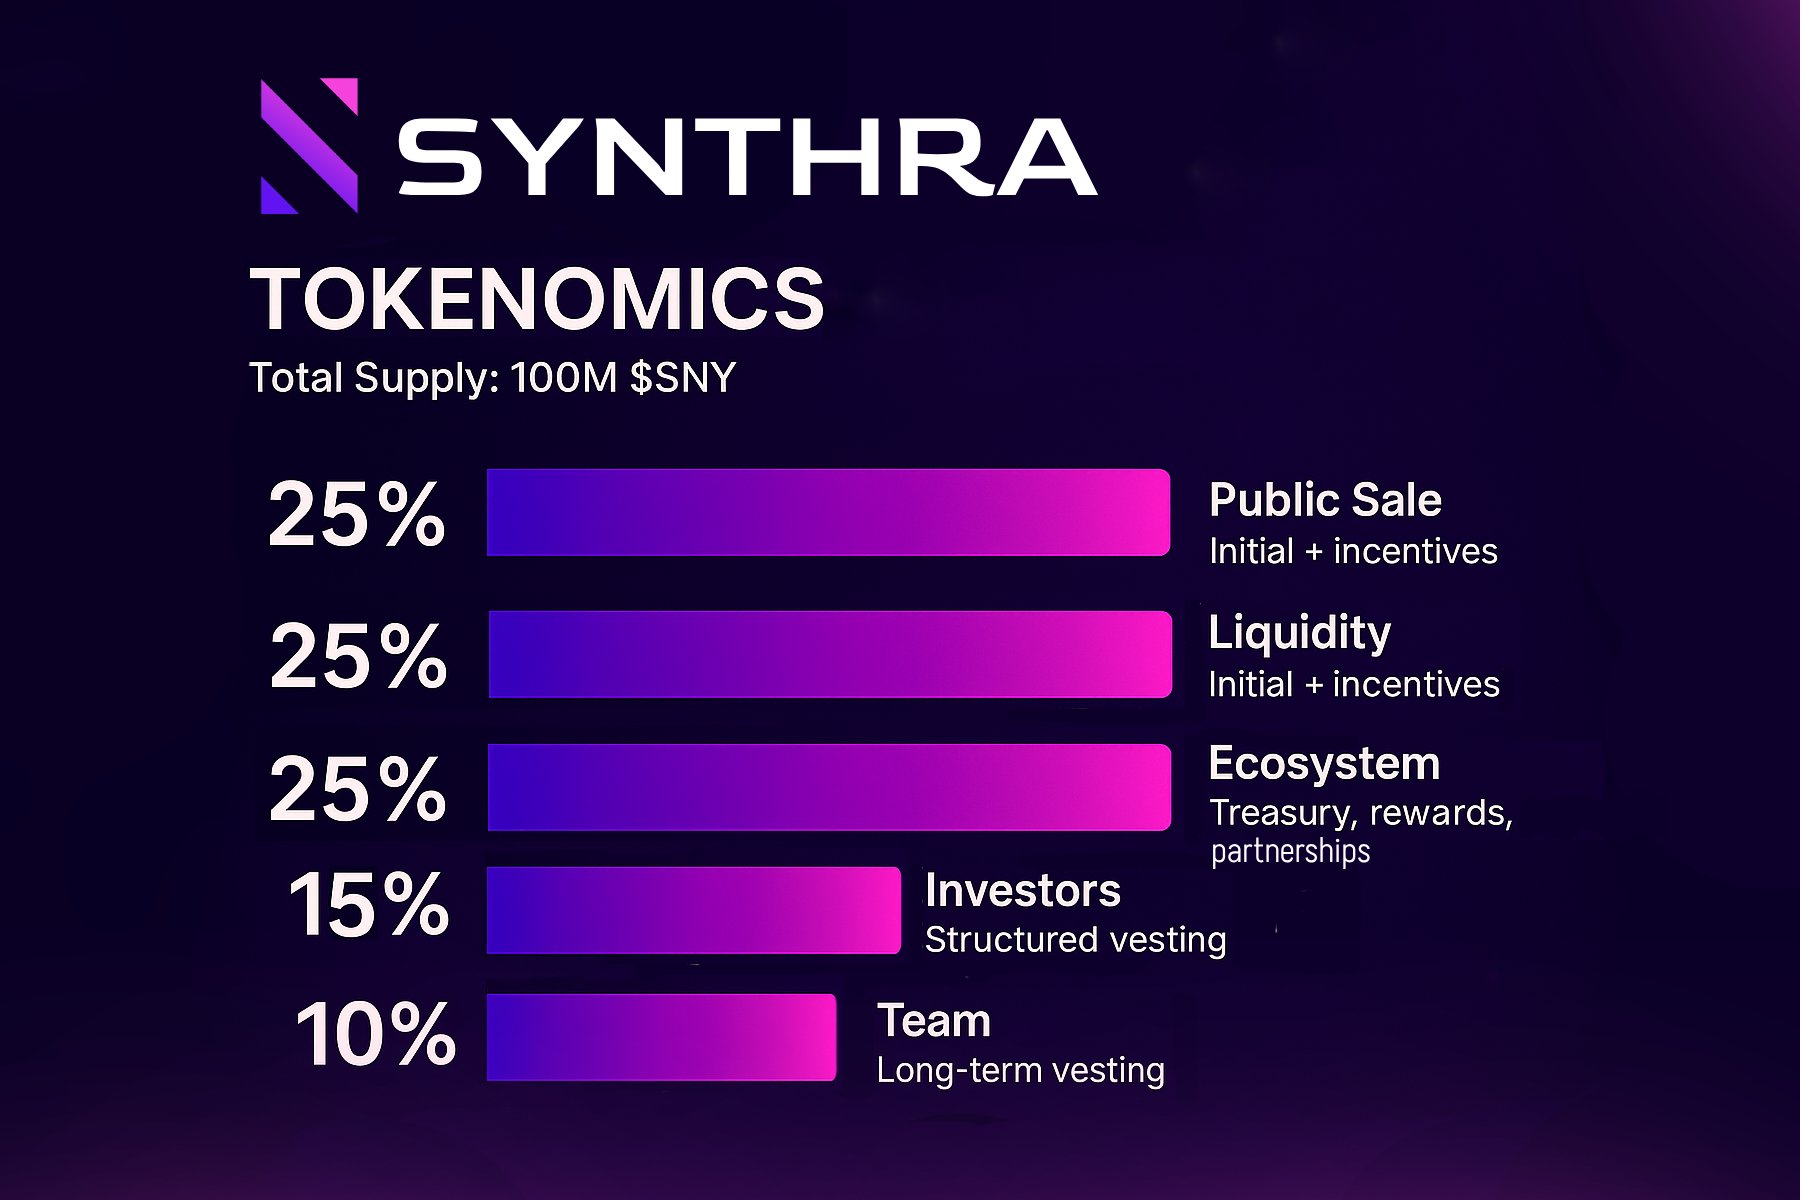 SYNTHRA
TOKENOMICS
Total Supply: 100M $SNY
25%
Public Sale
Initial + incentives
25%
Liquidity
Initial + incentives
25%
Ecosystem
Treasury, rewards,
partnerships
15%
Investors
Structured vesting
10%
Team
Long-term vesting